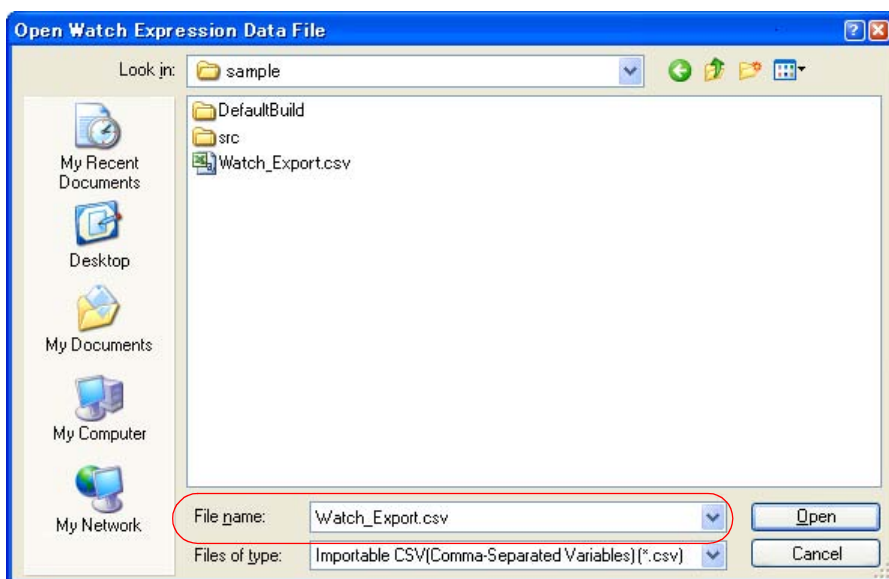 Open Watch Expression Data File
Look in: sample
DefaultBuild
src
Watch_Export.csv
My Recent
Documents
Desktop
My Documents
My Computer
My Network
File name: Watch_Export.csv Open
Files of type: Importable CSV(Comma-Separated Variables)(*.csv) Cancel